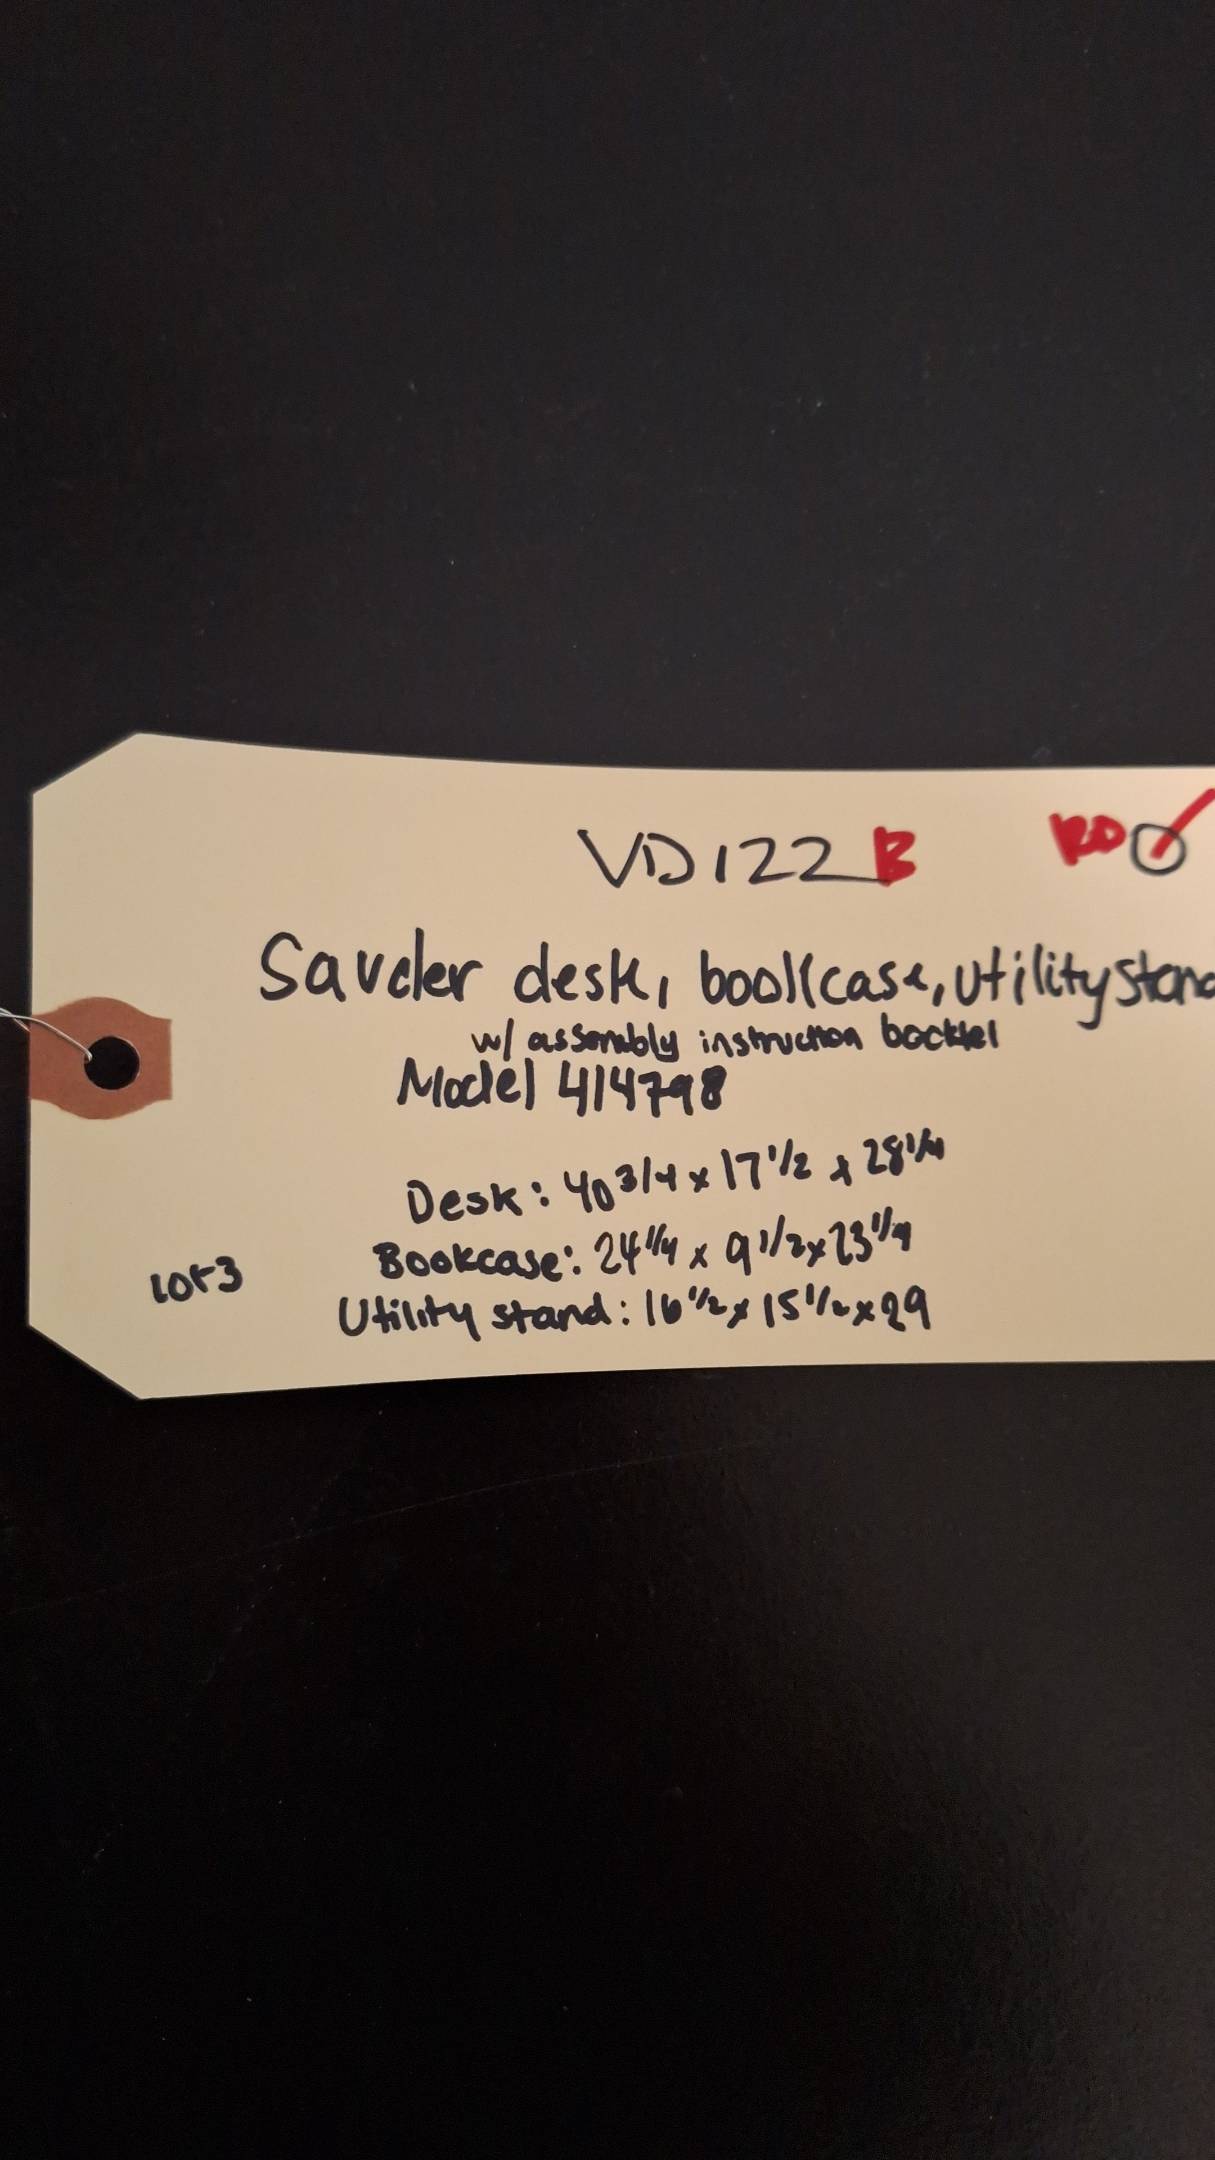 VD122B RD
Sauder desk, bookcase, utility stand
w/ assembly instruction booklet
Model 414798
Desk: 40 3/4 x 17 1/2 x 28 1/4
Bookcase: 24 1/4 x 9 1/2 x 23 1/4
lot 3
Utility stand: 16 1/2 x 15 1/2 x 29